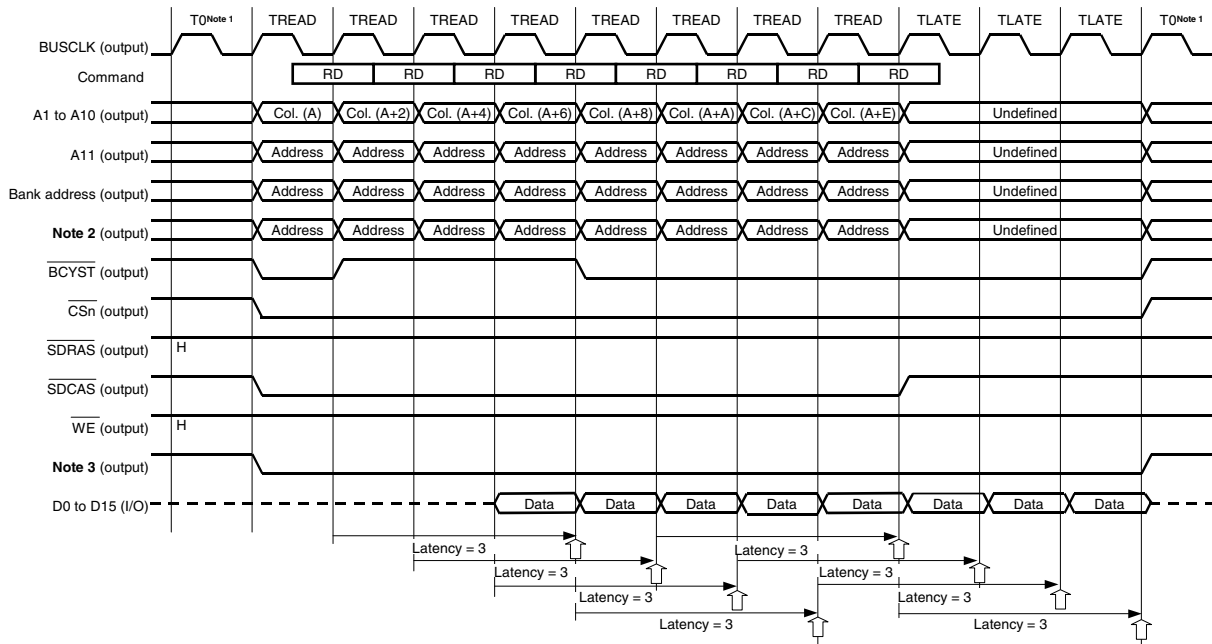 T0Note 1 TREAD TREAD TREAD TREAD TREAD TREAD TREAD TREAD TLATE TLATE TLATE T0Note 1
BUSCLK (output)
Command RD RD RD RD RD RD RD RD
A1 to A10 (output) Col. (A) Col. (A+2) Col. (A+4) Col. (A+6) Col. (A+8) Col. (A+A) Col. (A+C) Col. (A+E) Undefined
A11 (output) Address Address Address Address Address Address Address Address Undefined
Bank address (output) Address Address Address Address Address Address Address Address Undefined
Note 2 (output) Address Address Address Address Address Address Address Address Undefined
BCYST (output)
CSn (output)
SDRAS (output) H
SDCAS (output)
WE (output) H
Note 3 (output)
D0 to D15 (I/O) Data Data Data Data Data Data Data Data
Latency = 3 Latency = 3
Latency = 3 Latency = 3
Latency = 3 Latency = 3
Latency = 3 Latency = 3